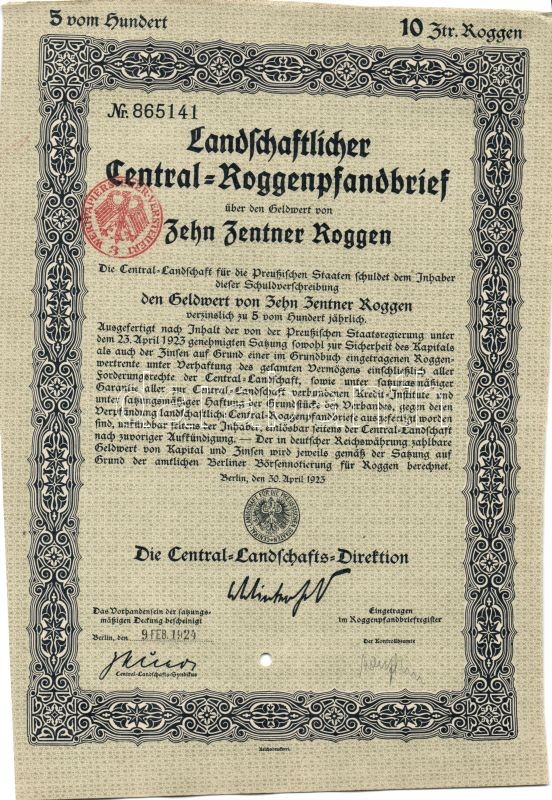 5 vom Hundert
10 Ztr. Roggen
Nr. 865141
Landschaftlicher
Central=Roggenpfandbrief
über den Geldwert von
Zehn Zentner Roggen
Die Central-Landschaft für die Preußischen Staaten schuldet dem Inhaber
dieser Schuldverschreibung
den Geldwert von Zehn Zentner Roggen
verzinslich zu 5 vom Hundert jährlich.
Ausgefertigt nach Inhalt der von der Preußischen Staatsregierung unter
dem 23. April 1923 genehmigten Satzung sowohl zur Sicherheit des Kapitals
als auch der Zinsen auf Grund einer im Grundbuch eingetragenen Roggen-
wertrente unter Verhaftung des gesamten Vermögens einschließlich aller
Forderungsrechte der Central-Landschaft, sowie unter satzungsmäßiger
Garantie aller zur Central-Landschaft verbundenen Kredit-Institute und
unter satzungsmäßiger Haftung der Grundstücke des Verbandes, gegen deren
Verpfändung landschaftliche Central-Roggenpfandbriefe ausgefertigt worden
sind, unkündbar seitens der Inhaber, einlösbar seitens der Central-Landschaft
nach zuvoriger Aufkündigung. — Der in deutscher Reichswährung zahlbare
Geldwert von Kapital und Zinsen wird jeweils gemäß der Satzung auf
Grund der amtlichen Berliner Börsennotierung für Roggen berechnet.
Berlin, den 30. April 1923
Die Central=Landschafts=Direktion
Das Vorhandensein der satzungs-
mäßigen Deckung bescheinigt
Berlin, den 9 FEB. 1924
Central-Landschafts-Syndikus
Eingetragen
im Roggenpfandbriefregister
Der Kontrollbeamte
Reichsdruckerei.